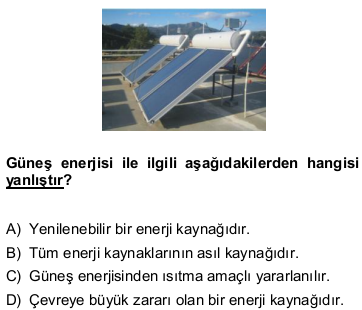 Güneş enerjisi ile ilgili aşağıdakilerden hangisi
yanlıştır?
A) Yenilenebilir bir enerji kaynağıdır.
B) Tüm enerji kaynaklarının asıl kaynağıdır.
C) Güneş enerjisinden ısıtma amaçlı yararlanılır.
D) Çevreye büyük zararı olan bir enerji kaynağıdır.